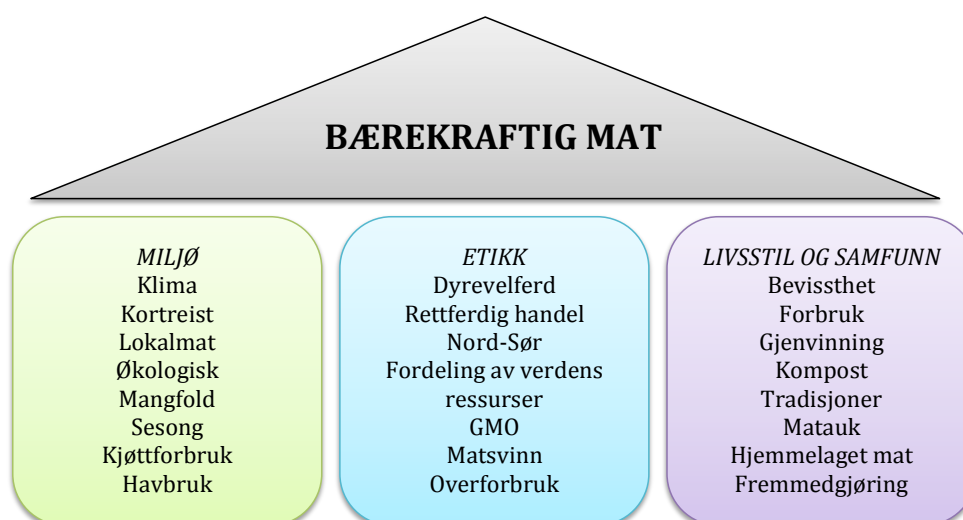 BÆREKRAFTIG MAT
MILJØ
Klima
Kortreist
Lokalmat
Økologisk
Mangfold
Sesong
Kjøttforbruk
Havbruk
ETIKK
Dyrevelferd
Rettferdig handel
Nord-Sør
Fordeling av verdens
ressurser
GMO
Matsvinn
Overforbruk
LIVSSTIL OG SAMFUNN
Bevissthet
Forbruk
Gjenvinning
Kompost
Tradisjoner
Matauk
Hjemmelaget mat
Fremmedgjøring